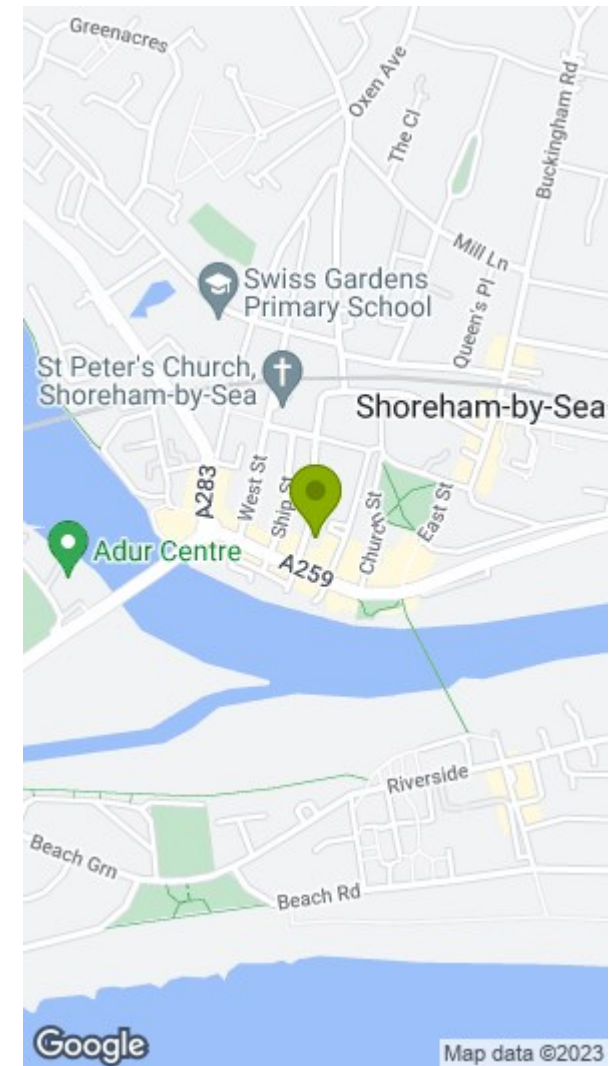 Greenacres
Oxen Ave
The Cl
Buckingham Rd
Mill Ln
Swiss Gardens
Primary School
Queen's Pl
St Peter's Church,
Shoreham-by-Sea
Shoreham-by-Sea
A283
West St
Ship St
Church St
East St
Adur Centre
A259
Riverside
Beach Grn
Beach Rd
Google
Map data ©2023